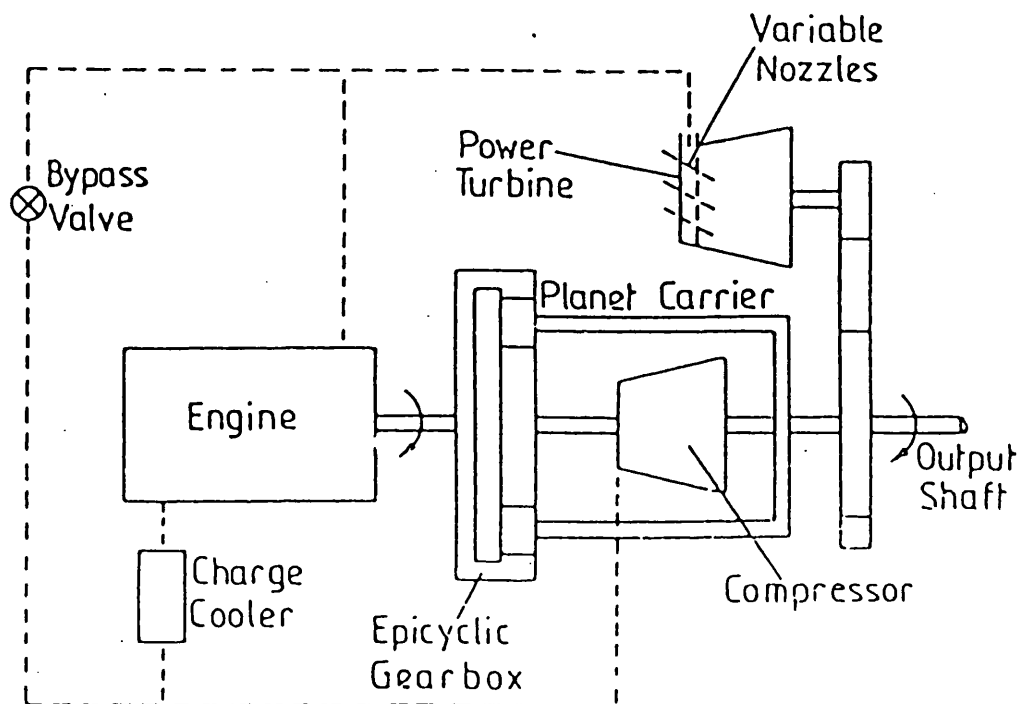 Variable
Nozzles
Power
Turbine
Bypass
Valve
Planet Carrier
Engine
Output
Shaft
Charge
Cooler
Compressor
Epicyclic
Gearbox